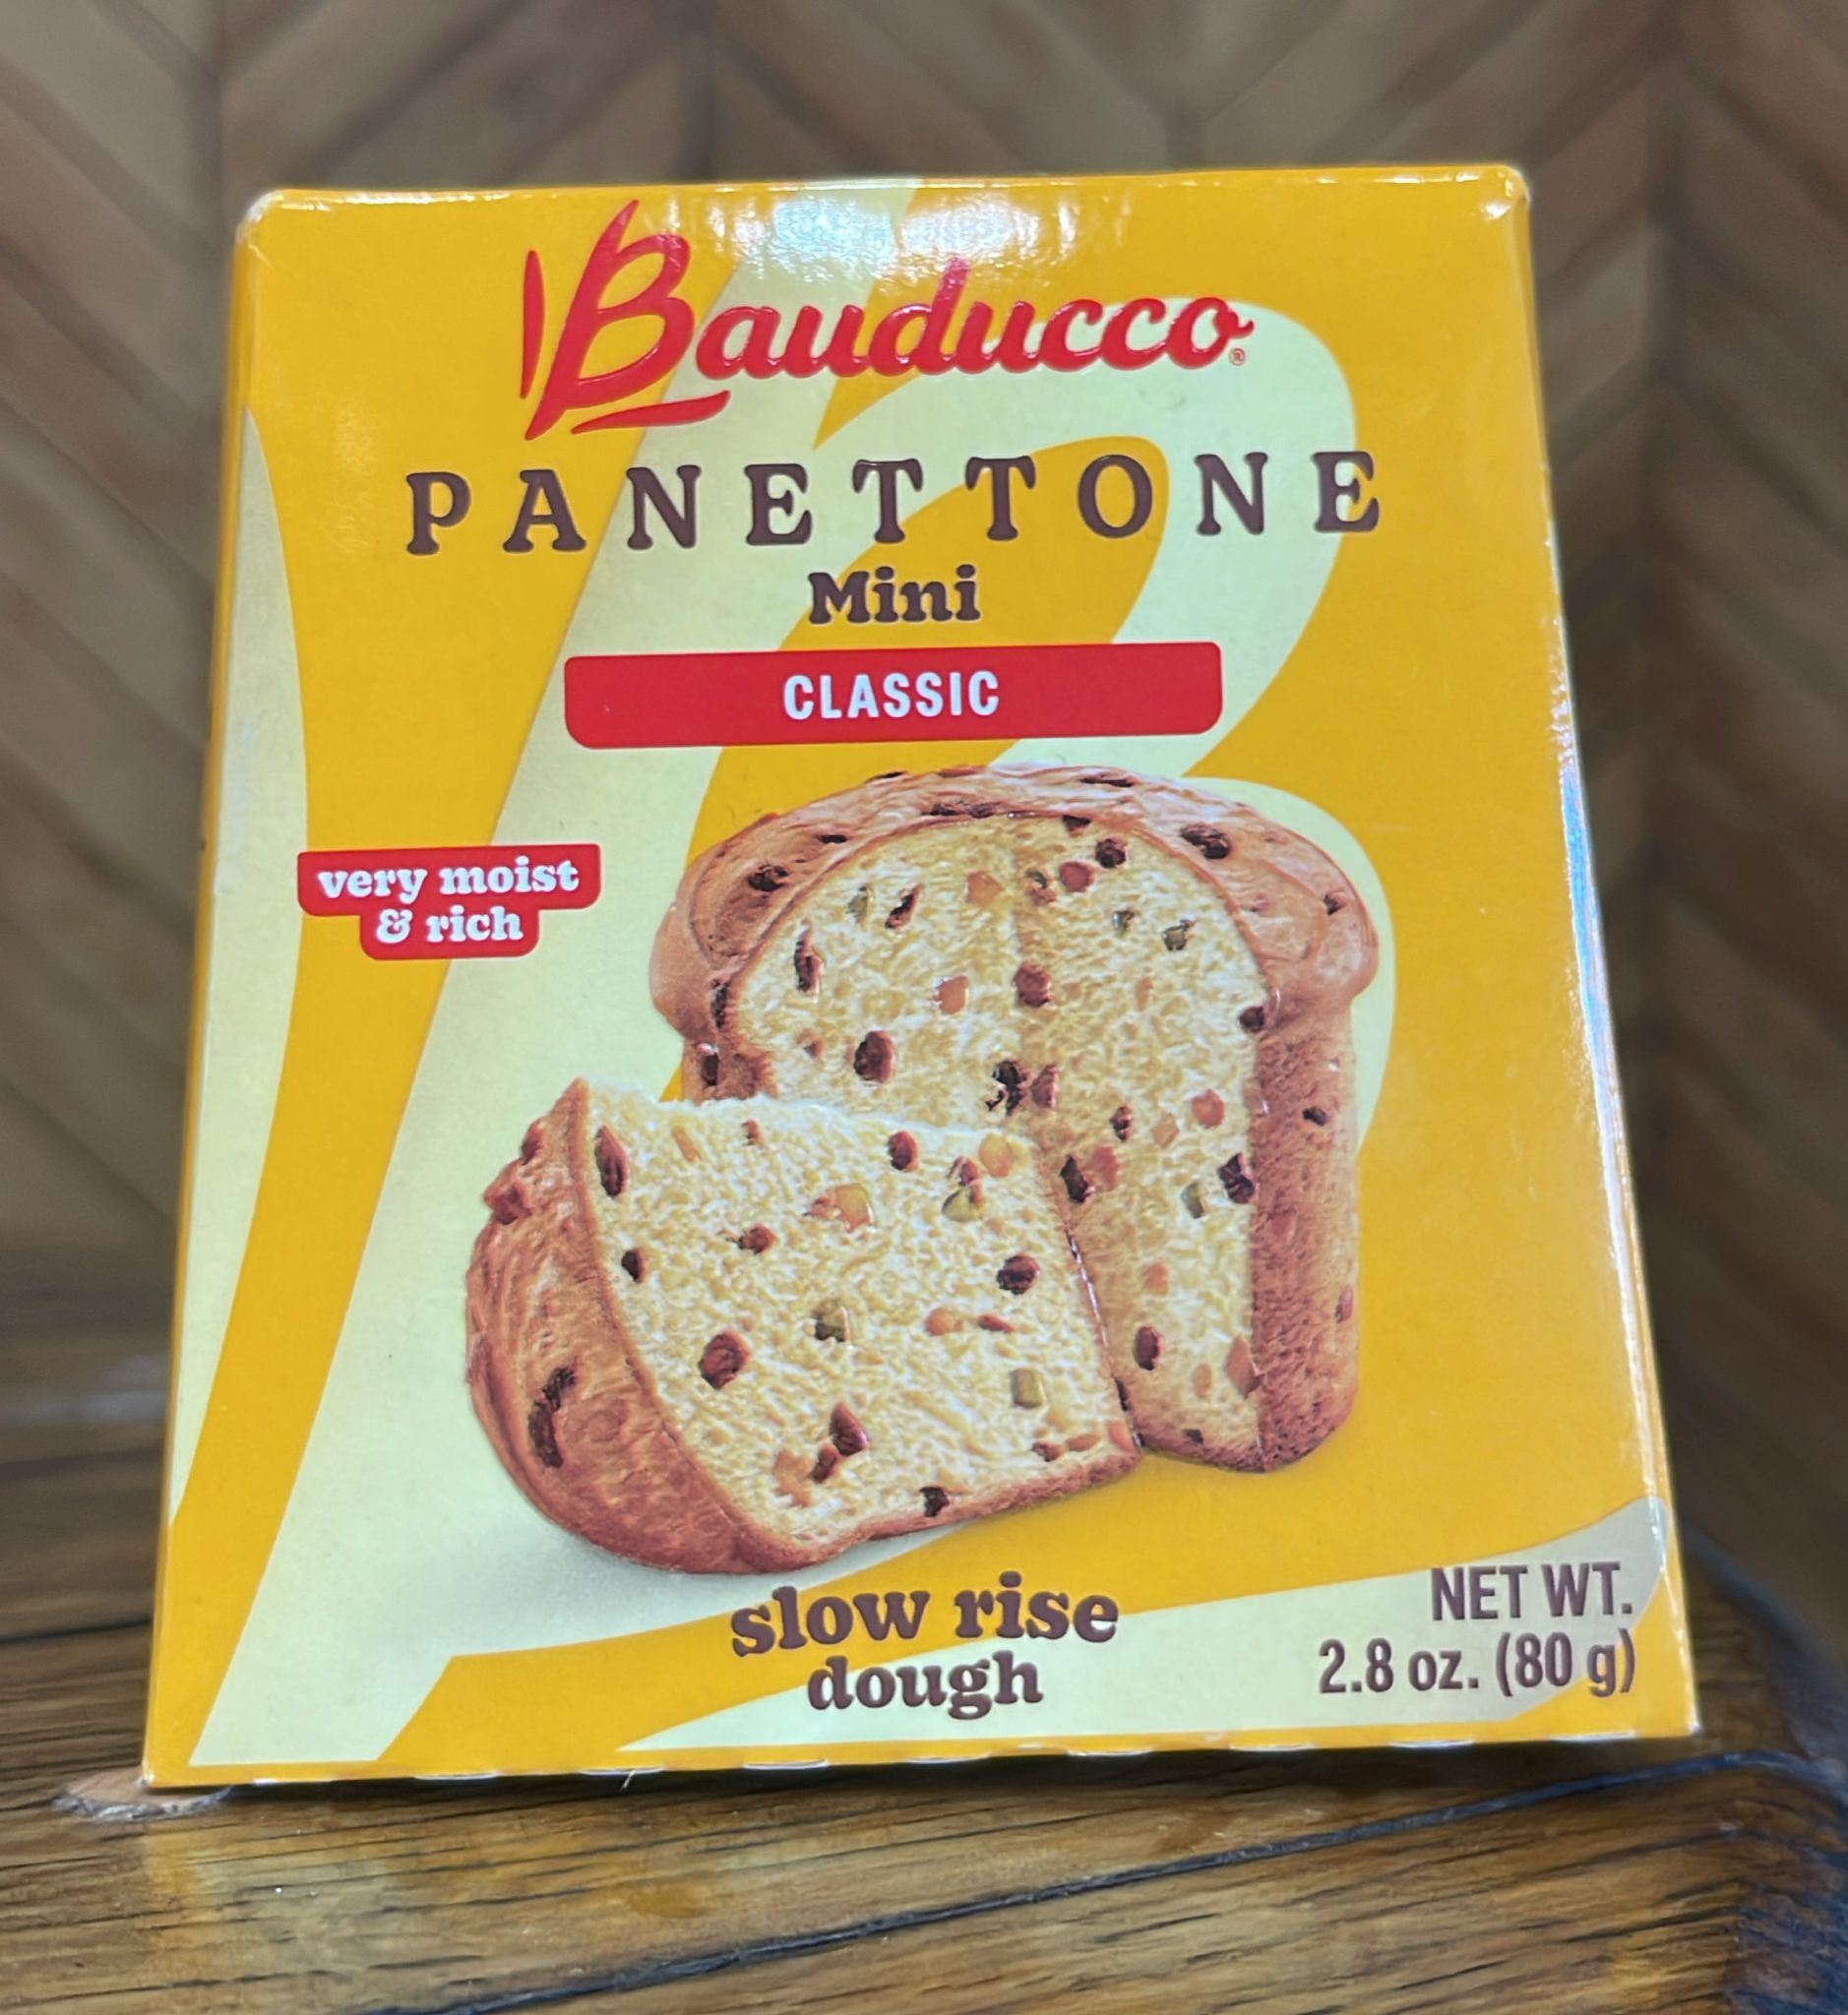 Bauducco®
PANETTONE
Mini
CLASSIC
very moist
& rich
slow rise
dough
NET WT.
2.8 oz. (80 g)